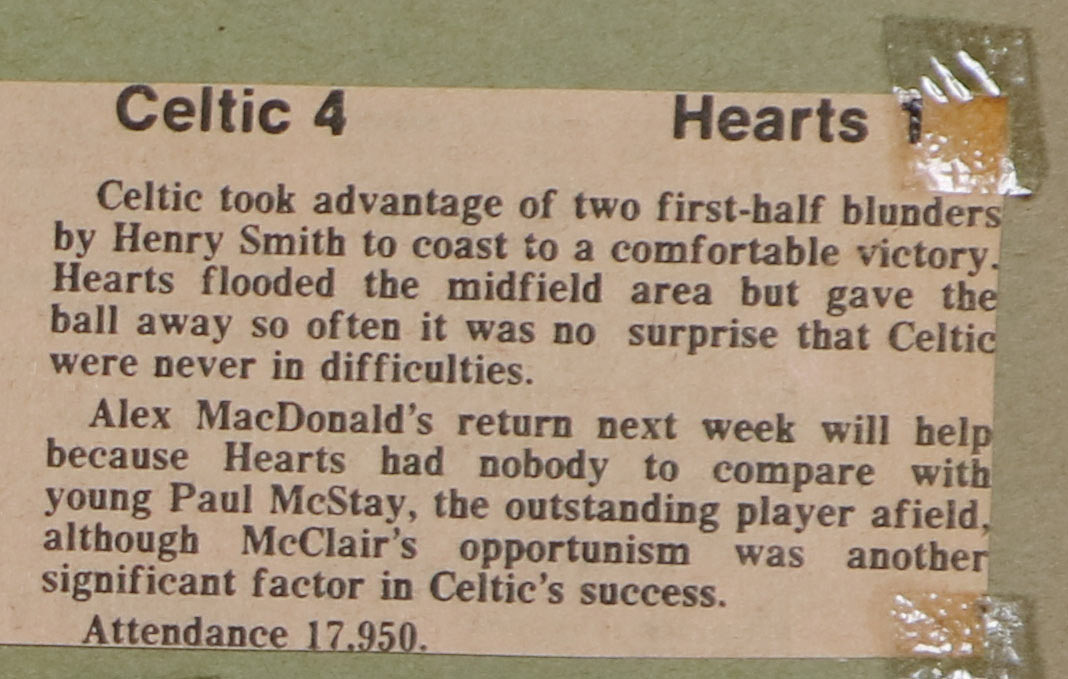 Celtic 4 Hearts 1
Celtic took advantage of two first-half blunders
by Henry Smith to coast to a comfortable victory.
Hearts flooded the midfield area but gave the
ball away so often it was no surprise that Celtic
were never in difficulties.
Alex MacDonald's return next week will help
because Hearts had nobody to compare with
young Paul McStay, the outstanding player afield,
although McClair's opportunism was another
significant factor in Celtic's success.
Attendance 17,950.